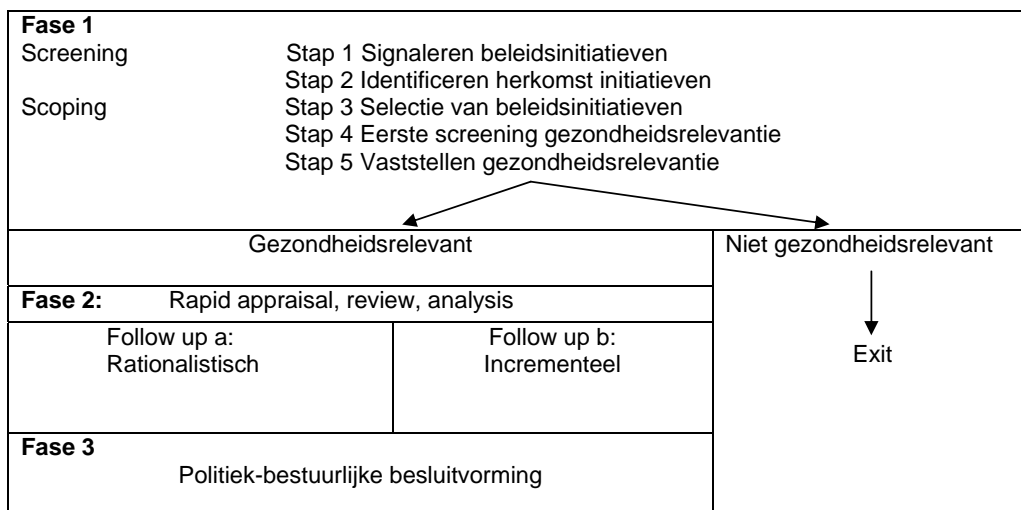 Fase 1
Screening Stap 1 Signaleren beleidsinitiatieven
Stap 2 Identificeren herkomst initiatieven
Scoping Stap 3 Selectie van beleidsinitiatieven
Stap 4 Eerste screening gezondheidsrelevantie
Stap 5 Vaststellen gezondheidsrelevantie
Gezondheidsrelevant
Niet gezondheidsrelevant
Fase 2: Rapid appraisal, review, analysis
Follow up a:
Rationalistisch
Follow up b:
Incrementeel
Exit
Fase 3
Politiek-bestuurlijke besluitvorming